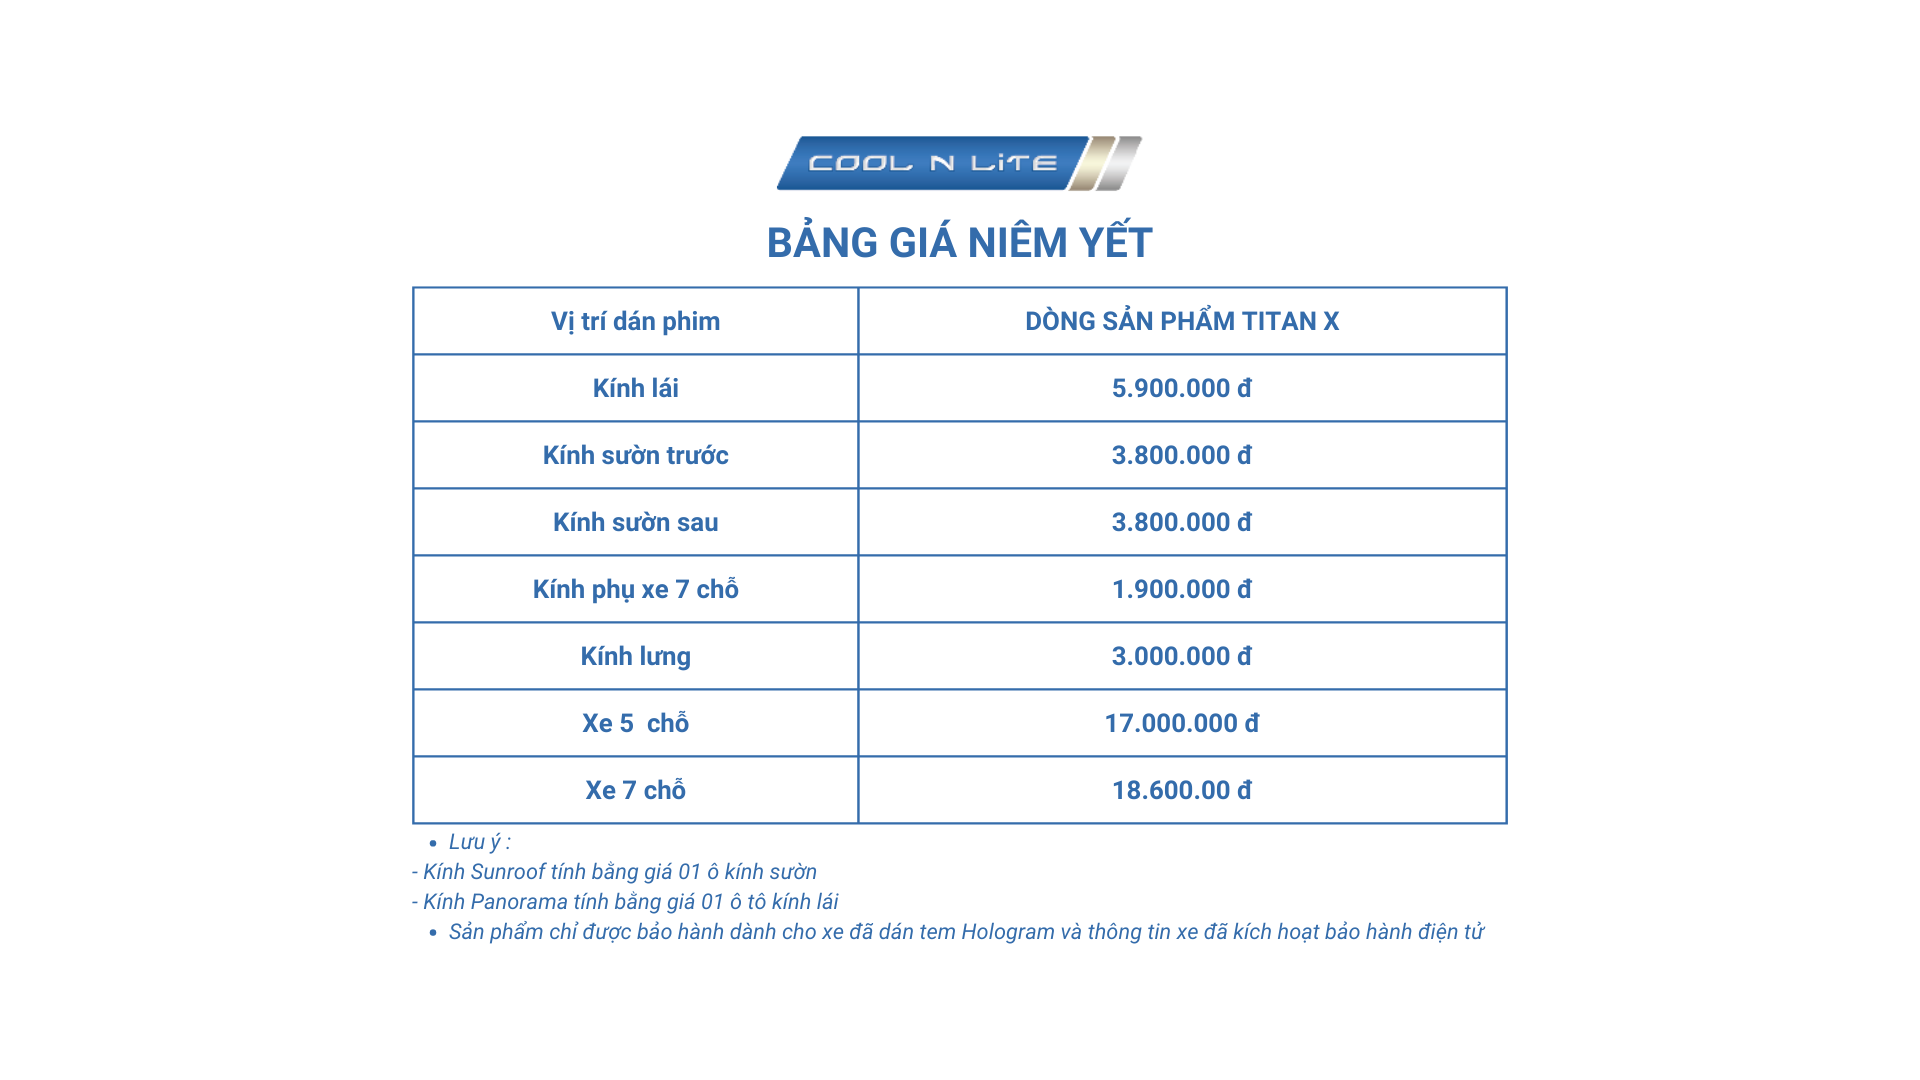 COOL N LiTE
BẢNG GIÁ NIÊM YẾT
Vị trí dán phim DÒNG SẢN PHẨM TITAN X
Kính lái 5.900.000 đ
Kính sườn trước 3.800.000 đ
Kính sườn sau 3.800.000 đ
Kính phụ xe 7 chỗ 1.900.000 đ
Kính lưng 3.000.000 đ
Xe 5 chỗ 17.000.000 đ
Xe 7 chỗ 18.600.00 đ
• Lưu ý :
- Kính Sunroof tính bằng giá 01 ô kính sườn
- Kính Panorama tính bằng giá 01 ô tô kính lái
• Sản phẩm chỉ được bảo hành dành cho xe đã dán tem Hologram và thông tin xe đã kích hoạt bảo hành điện tử